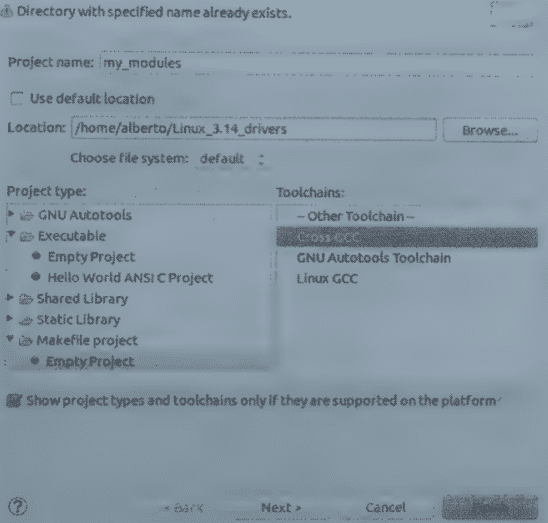 Directory with specified name already exists.
Project name: my_modules
Use default location
Location: /home/alberto/Linux_3.14_drivers Browse...
Choose file system: default
Project type: Toolchains:
GNU Autotools
Executable
Empty Project
Hello World ANSI C Project
Shared Library
Static Library
Makefile project
Empty Project
-- Other Toolchain --
Cross GCC
GNU Autotools Toolchain
Linux GCC
Show project types and toolchains only if they are supported on the platform
? < Back Next > Cancel